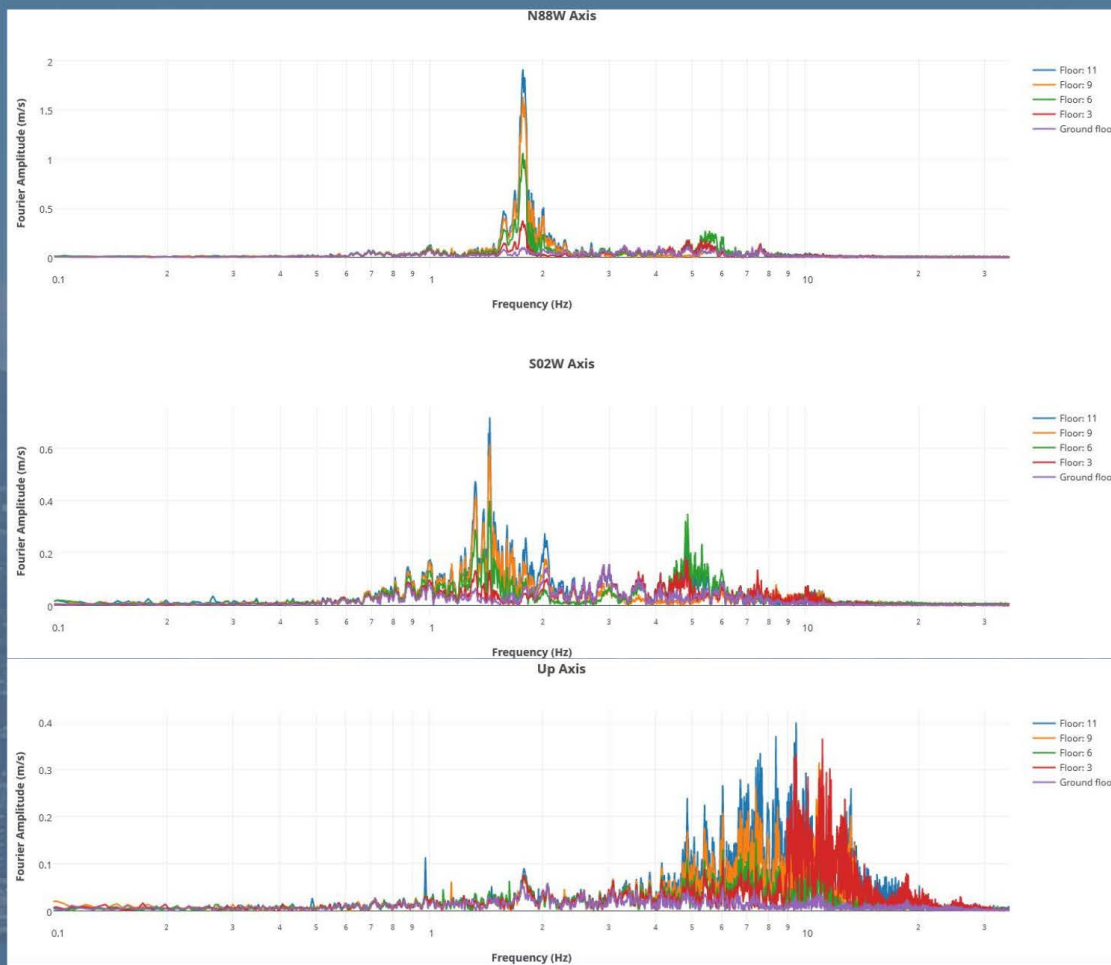 N88W Axis
Fourier Amplitude (m/s)
2
1.5
1
0.5
0
0.1 2 3 4 5 6 7 8 9 1 2 3 4 5 6 7 8 9 10 2 3
Frequency (Hz)
Floor: 11
Floor: 9
Floor: 6
Floor: 3
Ground floor
S02W Axis
Fourier Amplitude (m/s)
0.6
0.4
0.2
0
0.1 2 3 4 5 6 7 8 9 1 2 3 4 5 6 7 8 9 10 2 3
Frequency (Hz)
Floor: 11
Floor: 9
Floor: 6
Floor: 3
Ground floor
Up Axis
Fourier Amplitude (m/s)
0.4
0.3
0.2
0.1
0
0.1 2 3 4 5 6 7 8 9 1 2 3 4 5 6 7 8 9 10 2 3
Frequency (Hz)
Floor: 11
Floor: 9
Floor: 6
Floor: 3
Ground floor